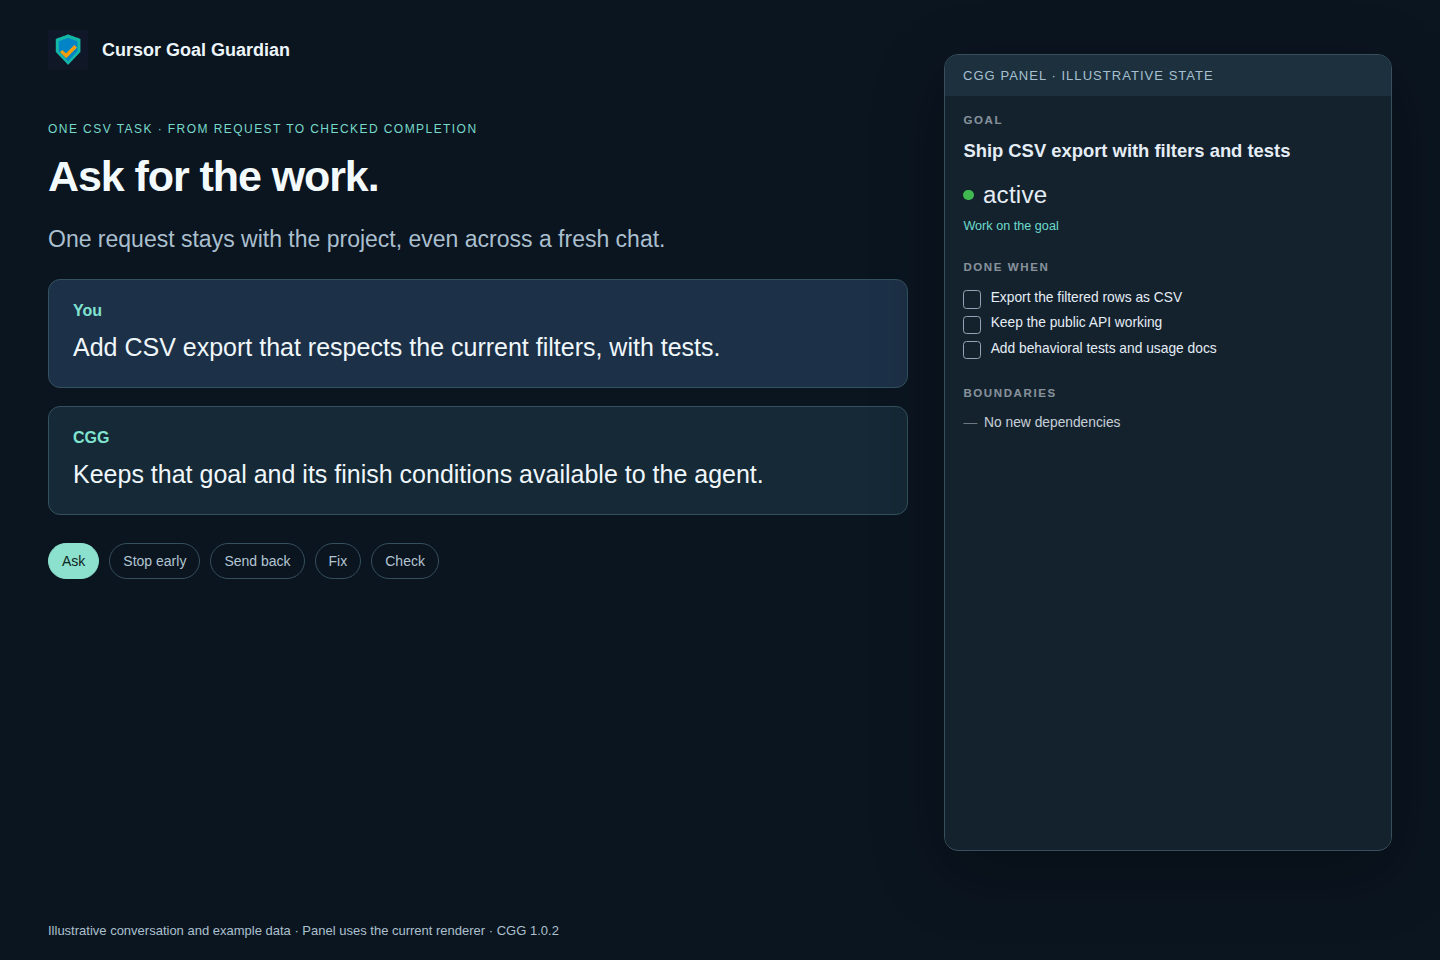 Cursor Goal Guardian
ONE CSV TASK · FROM REQUEST TO CHECKED COMPLETION
Ask for the work.
One request stays with the project, even across a fresh chat.
You
Add CSV export that respects the current filters, with tests.
CGG
Keeps that goal and its finish conditions available to the agent.
Ask
Stop early
Send back
Fix
Check
CGG PANEL · ILLUSTRATIVE STATE
GOAL
Ship CSV export with filters and tests
active
Work on the goal
DONE WHEN
Export the filtered rows as CSV
Keep the public API working
Add behavioral tests and usage docs
BOUNDARIES
— No new dependencies
Illustrative conversation and example data · Panel uses the current renderer · CGG 1.0.2